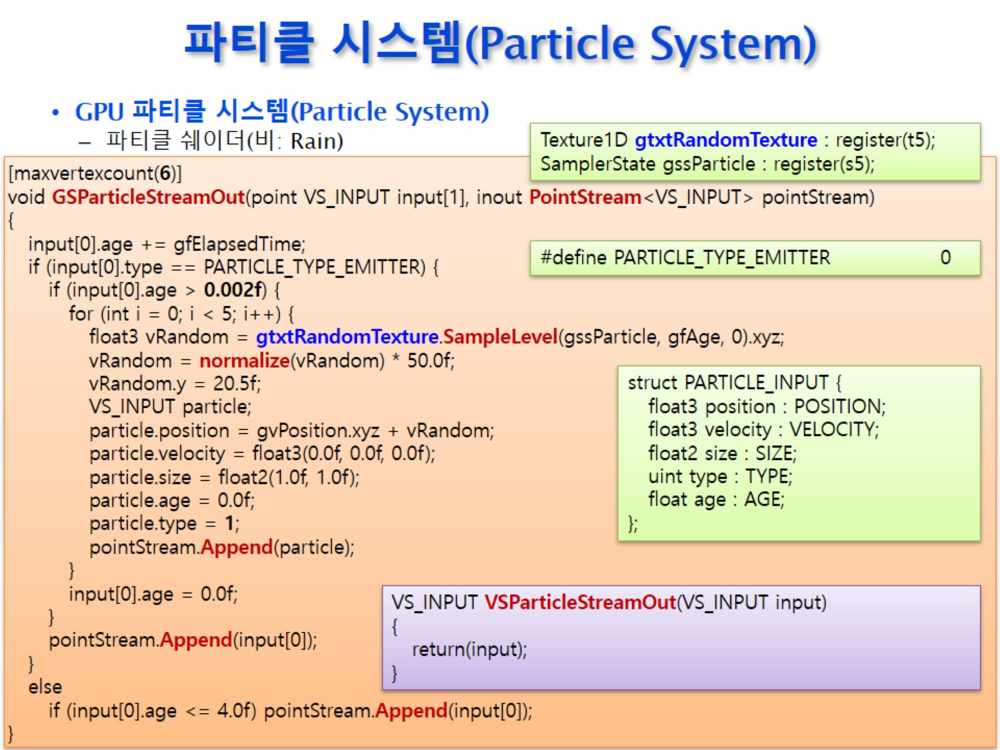 파티클 시스템(Particle System)
• GPU 파티클 시스템(Particle System)
– 파티클 쉐이더(비: Rain)
Texture1D gtxtRandomTexture : register(t5);
SamplerState gssParticle : register(s5);
[maxvertexcount(6)]
void GSParticleStreamOut(point VS_INPUT input[1], inout PointStream<VS_INPUT> pointStream)
{
input[0].age += gfElapsedTime;
if (input[0].type == PARTICLE_TYPE_EMITTER) {
#define PARTICLE_TYPE_EMITTER 0
if (input[0].age > 0.002f) {
for (int i = 0; i < 5; i++) {
float3 vRandom = gtxtRandomTexture.SampleLevel(gssParticle, gfAge, 0).xyz;
vRandom = normalize(vRandom) * 50.0f;
vRandom.y = 20.5f;
VS_INPUT particle;
particle.position = gvPosition.xyz + vRandom;
particle.velocity = float3(0.0f, 0.0f, 0.0f);
particle.size = float2(1.0f, 1.0f);
particle.age = 0.0f;
particle.type = 1;
pointStream.Append(particle);
}
input[0].age = 0.0f;
}
pointStream.Append(input[0]);
}
else
if (input[0].age <= 4.0f) pointStream.Append(input[0]);
}
struct PARTICLE_INPUT {
float3 position : POSITION;
float3 velocity : VELOCITY;
float2 size : SIZE;
uint type : TYPE;
float age : AGE;
};
VS_INPUT VSParticleStreamOut(VS_INPUT input)
{
return(input);
}